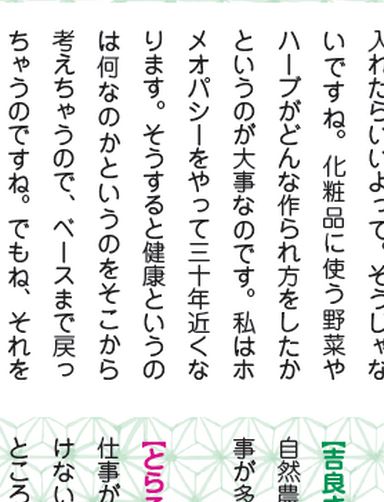 入れたらいいよって。そうじゃな
いですね。化粧品に使う野菜や
ハーブがどんな作られ方をしたか
というのが大事なのです。私はホ
メオパシーをやって三十年近くな
ります。そうすると健康というの
は何なのかというのをそこから
考えちゃうので、ベースまで戻っ
ちゃうのですね。でもね、それを
【吉良
自然農
事が多
【とらこ
仕事が
けない
ところ